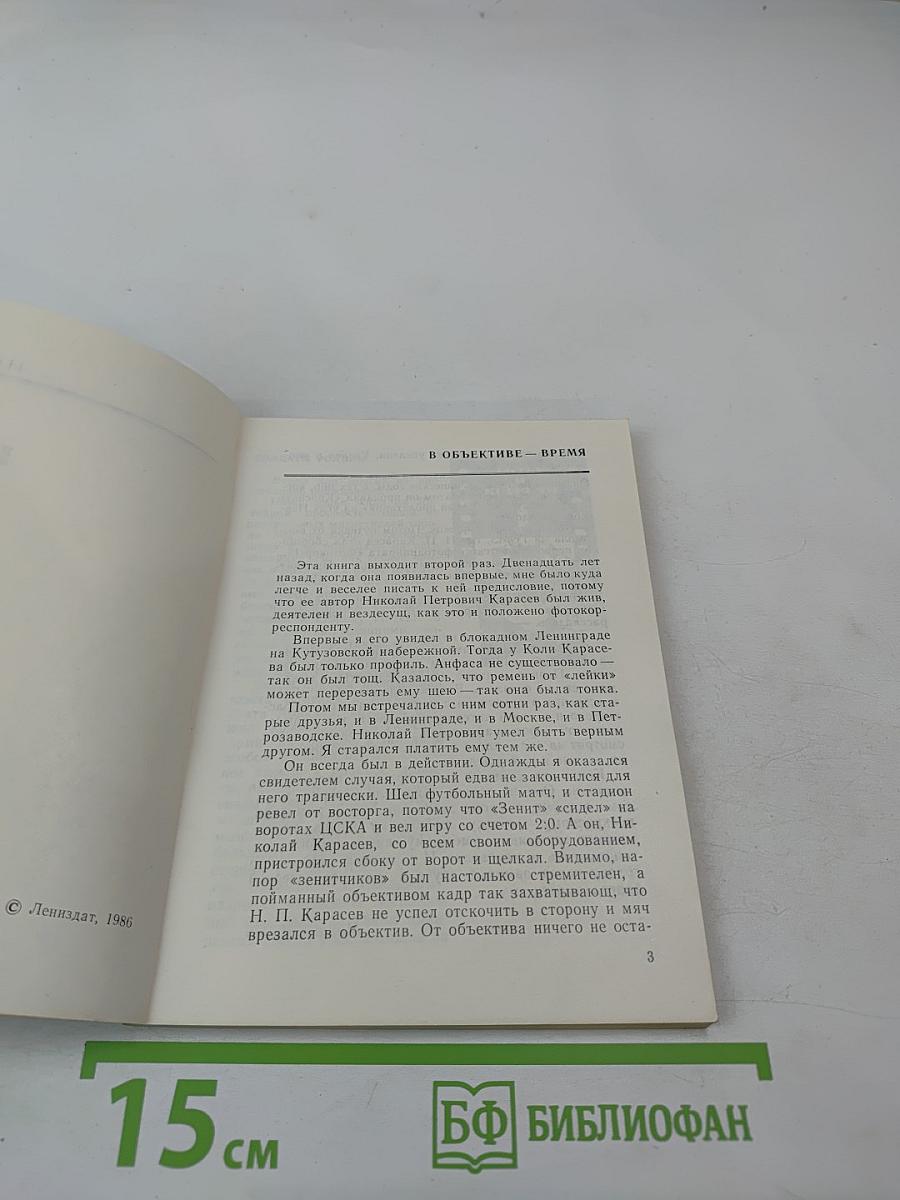 © Лениздат, 1986
В ОБЪЕКТИВЕ — ВРЕМЯ
Эта книга выходит второй раз. Двенадцать лет
назад, когда она появилась впервые, мне было куда
легче и веселее писать к ней предисловие, потому
что ее автор Николай Петрович Карасев был жив,
деятелен и вездесущ, как это и положено фотокор-
респонденту.
Впервые я его увидел в блокадном Ленинграде
на Кутузовской набережной. Тогда у Коли Карасе-
ва был только профиль. Анфаса не существовало —
так он был тощ. Казалось, что ремень от «лейки»
может перерезать ему шею — так она была тонка.
Потом мы встречались с ним сотни раз, как ста-
рые друзья, и в Ленинграде, и в Москве, и в Пет-
розаводске. Николай Петрович умел быть верным
другом. Я старался платить ему тем же.
Он всегда был в действии. Однажды я оказался
свидетелем случая, который едва не закончился для
него трагически. Шел футбольный матч, и стадион
ревел от восторга, потому что «Зенит» «сидел» на
воротах ЦСКА и вел игру со счетом 2:0. А он, Ни-
колай Карасев, со всем своим оборудованием,
пристроился сбоку от ворот и щелкал. Видимо, на-
пор «зенитчиков» был настолько стремителен, а
пойманный объективом кадр так захватывающ, что
Н. П. Карасев не успел отскочить в сторону и мяч
врезался в объектив. От объектива ничего не оста-
3
15 см
БФ БИБЛИОФАН